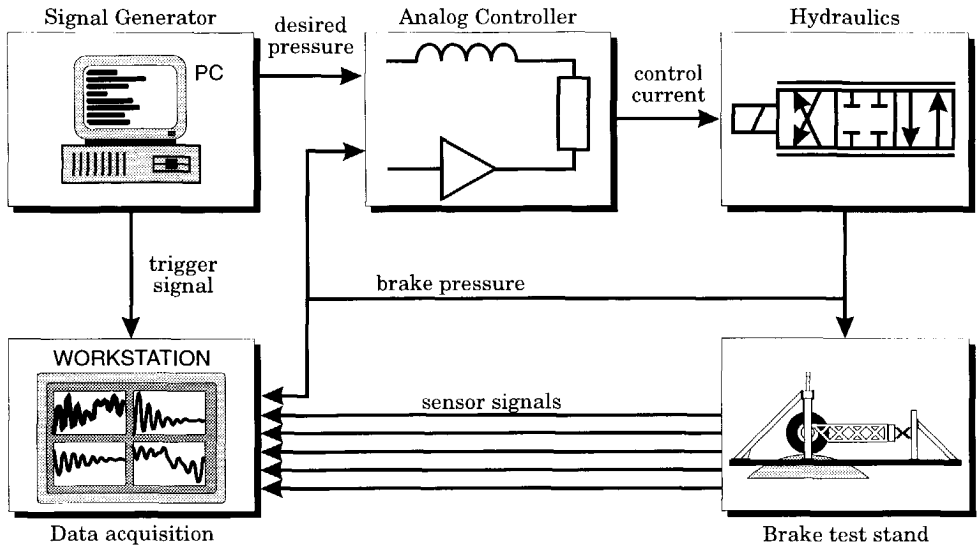 Signal Generator
desired
pressure
Analog Controller
Hydraulics
PC
control
current
trigger
signal
brake pressure
WORKSTATION
sensor signals
Data acquisition
Brake test stand